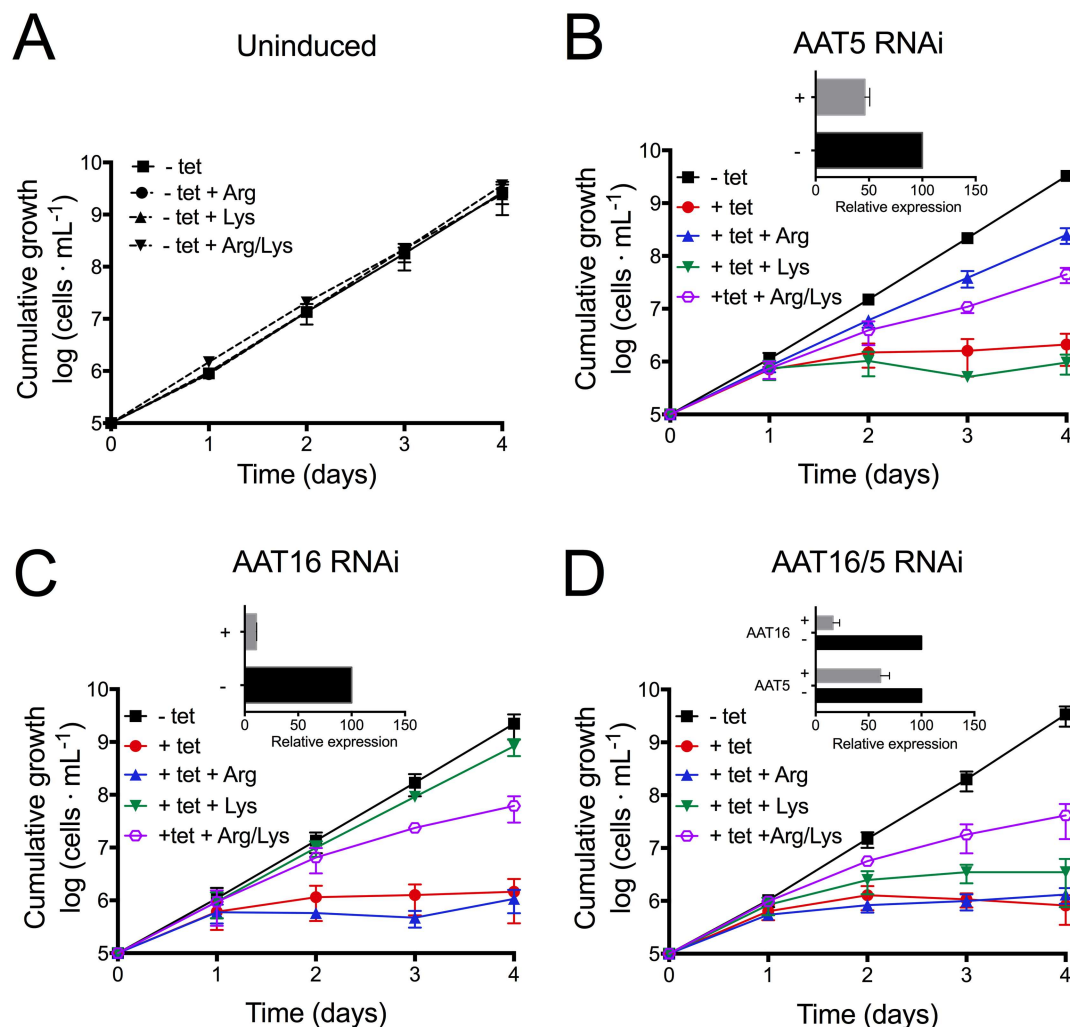 A
Uninduced
- tet
- tet + Arg
- tet + Lys
- tet + Arg/Lys
Cumulative growth
log (cells · mL⁻¹)
10
9
8
7
6
5
0 1 2 3 4
Time (days)
B
AAT5 RNAi
+
-
0 50 100 150
Relative expression
- tet
+ tet
+ tet + Arg
+ tet + Lys
+tet + Arg/Lys
Cumulative growth
log (cells · mL⁻¹)
10
9
8
7
6
5
0 1 2 3 4
Time (days)
C
AAT16 RNAi
+
-
0 50 100 150
Relative expression
- tet
+ tet
+ tet + Arg
+ tet + Lys
+tet + Arg/Lys
Cumulative growth
log (cells · mL⁻¹)
10
9
8
7
6
5
0 1 2 3 4
Time (days)
D
AAT16/5 RNAi
AAT16
+
-
AAT5
+
-
0 50 100 150
Relative expression
- tet
+ tet
+ tet + Arg
+ tet + Lys
+ tet +Arg/Lys
Cumulative growth
log (cells · mL⁻¹)
10
9
8
7
6
5
0 1 2 3 4
Time (days)